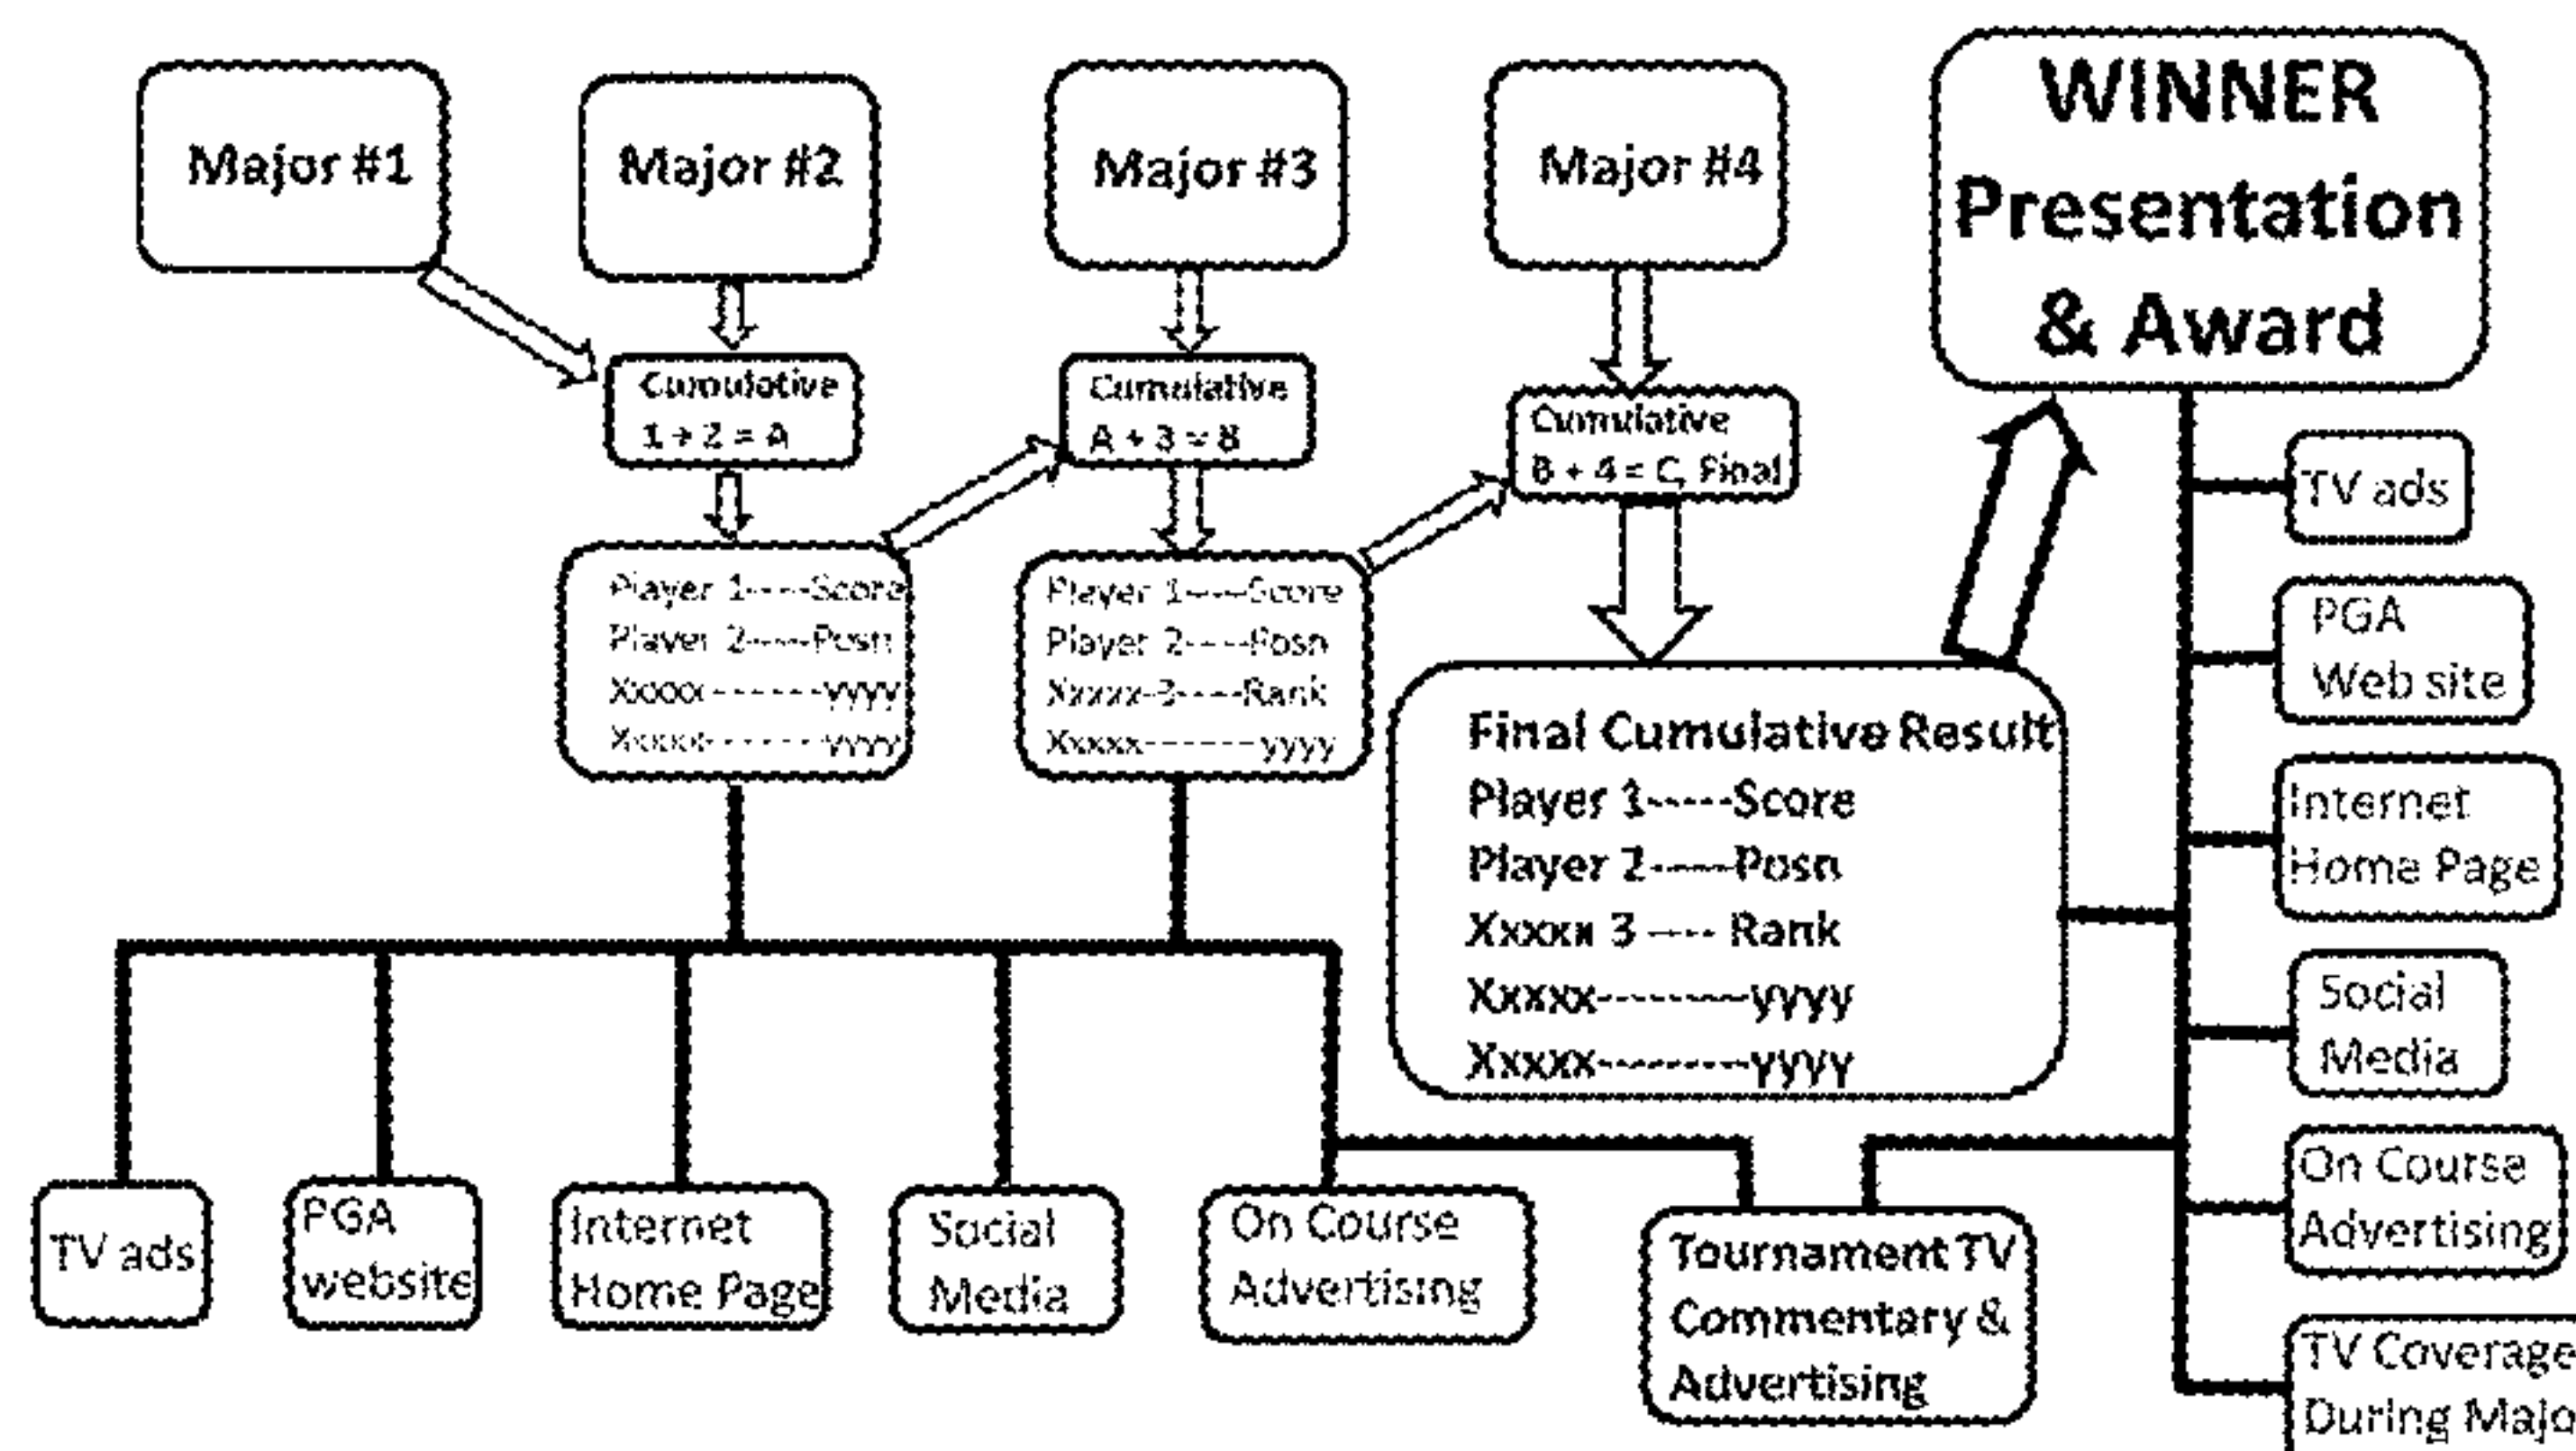 Major #1
Major #2
Major #3
Major #4
WINNER
Presentation
& Award
Cumulative
1 + 2 = A
Cumulative
A + 3 = B
Cumulative
B + 4 = C, Final
Player 1----Score
Player 2-----Posn
Xxxxx-------yyyy
Xxxxx-------yyyy
Player 1-----Score
Player 2-----Posn
Xxxxx-3----Rank
Xxxxx-------yyyy
Final Cumulative Result
Player 1-----Score
Player 2-----Posn
Xxxxx 3 ---- Rank
Xxxxx---------yyyy
Xxxxx---------yyyy
TV ads
PGA
Web site
Internet
Home Page
Social
Media
On Course
Advertising
TV Coverage
During Majo
TV ads
PGA
website
Internet
Home Page
Social
Media
On Course
Advertising
Tournament TV
Commentary &
Advertising